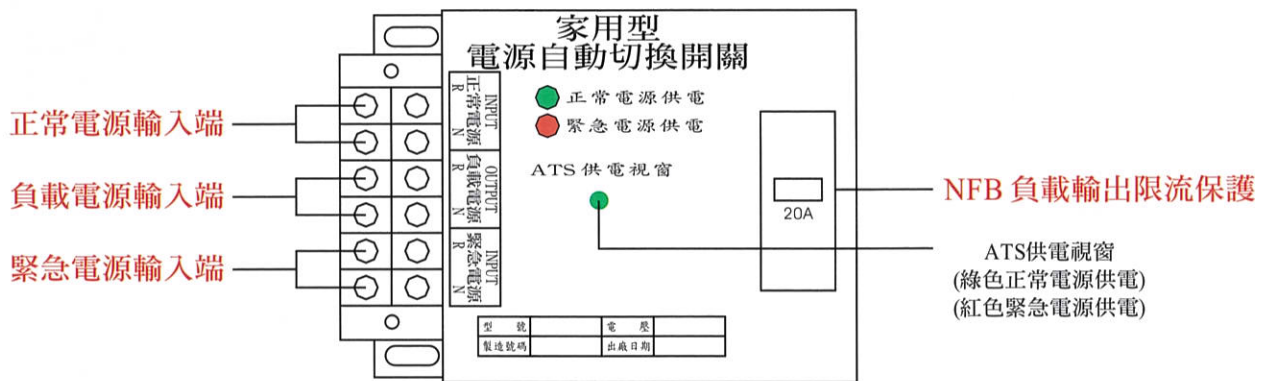 家用型
電源自動切換開關
正常電源供電
緊急電源供電
ATS 供電視窗
INPUT
正常電源
R N
OUTPUT
負載電源
R N
INPUT
緊急電源
R N
正常電源輸入端
負載電源輸入端
緊急電源輸入端
20A
NFB 負載輸出限流保護
ATS供電視窗
(綠色正常電源供電)
(紅色緊急電源供電)
型 號 電 壓
製造號碼 出廠日期